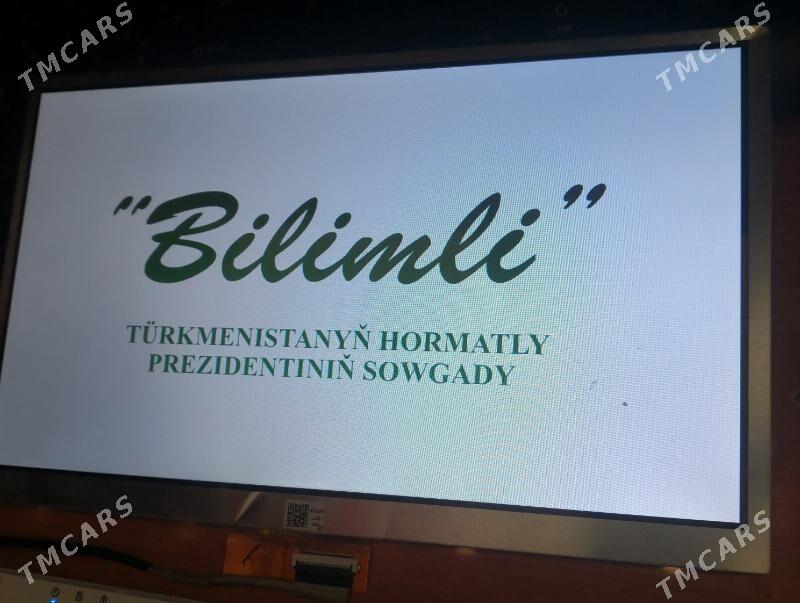 TMCARS
TMCARS
"Bilimli"
TÜRKMENISTANYŇ HORMATLY
PREZIDENTINIŇ SOWGADY
TMCARS
TMCARS